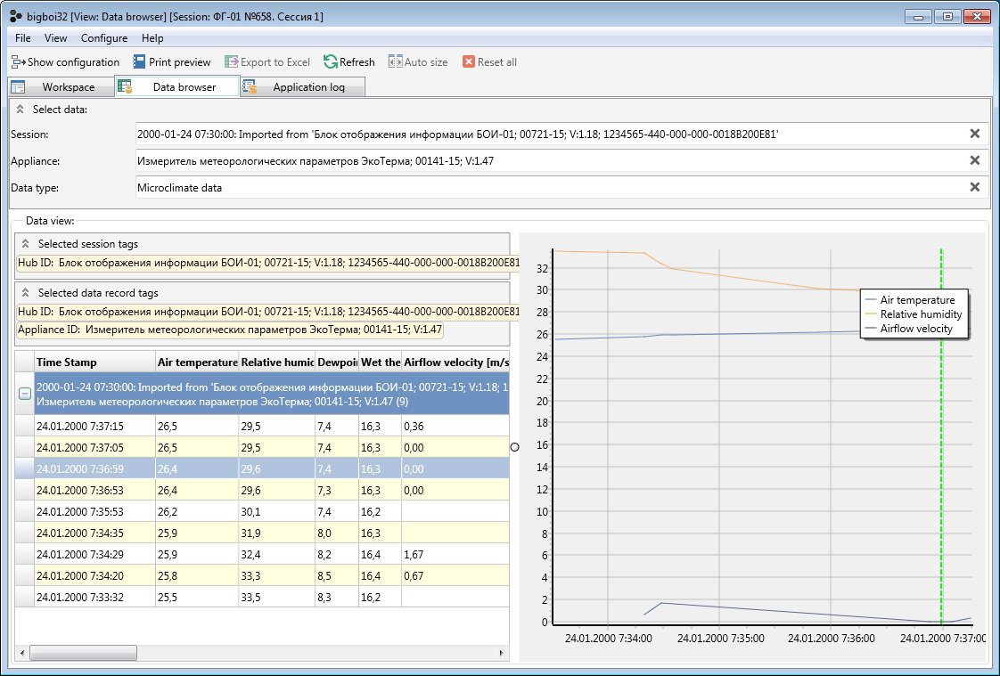 bigboi32 [View: Data browser] [Session: ФГ-01 №658. Сессия 1]
File View Configure Help
Show configuration Print preview Export to Excel Refresh Auto size Reset all
Workspace Data browser Application log
Select data:
Session: 2000-01-24 07:30:00: Imported from 'Блок отображения информации БОИ-01; 00721-15; V:1.18; 1234565-440-000-000-0018B200E81'
Appliance: Измеритель метеорологических параметров ЭкоТерма; 00141-15; V:1.47
Data type: Microclimate data
Data view:
Selected session tags
Hub ID: Блок отображения информации БОИ-01; 00721-15; V:1.18; 1234565-440-000-000-0018B200E81
Selected data record tags
Hub ID: Блок отображения информации БОИ-01; 00721-15; V:1.18; 1234565-440-000-000-0018B200E81
Appliance ID: Измеритель метеорологических параметров ЭкоТерма; 00141-15; V:1.47
Time Stamp Air temperature Relative humic Dewpoi Wet the Airflow velocity [m/s
2000-01-24 07:30:00: Imported from 'Блок отображения информации БОИ-01; 00721-15; V:1.18; 1
Измеритель метеорологических параметров ЭкоТерма; 00141-15; V:1.47 (9)
24.01.2000 7:37:15 26,5 29,5 7,4 16,3 0,36
24.01.2000 7:37:05 26,5 29,5 7,4 16,3 0,00
24.01.2000 7:36:59 26,4 29,6 7,4 16,3 0,00
24.01.2000 7:36:53 26,4 29,6 7,3 16,3 0,00
24.01.2000 7:35:53 26,2 30,1 7,4 16,2
24.01.2000 7:34:35 25,9 31,9 8,0 16,3
24.01.2000 7:34:29 25,9 32,4 8,2 16,4 1,67
24.01.2000 7:34:20 25,8 33,3 8,5 16,4 0,67
24.01.2000 7:33:32 25,5 33,5 8,3 16,2
32
30
28
26
24
22
20
18
16
14
12
10
8
6
4
2
0
Air temperature
Relative humidity
Airflow velocity
24.01.2000 7:34:00 24.01.2000 7:35:00 24.01.2000 7:36:00 24.01.2000 7:37:00